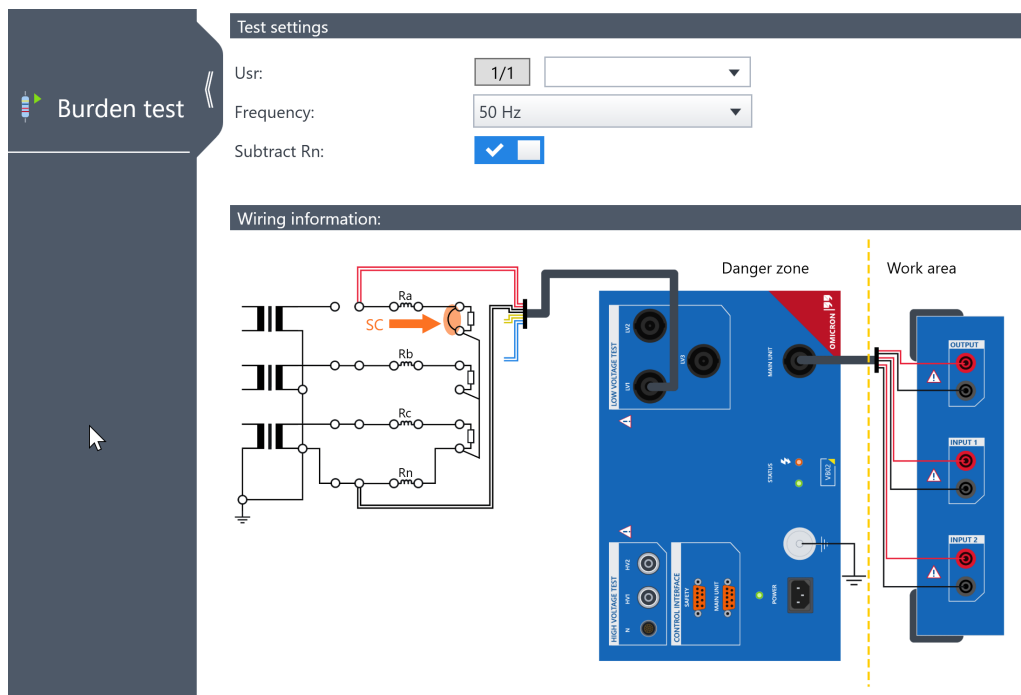 Test settings
Usr:
1/1
Burden test
Frequency:
50 Hz
Subtract Rn:
Wiring information:
Danger zone
Work area
Ra
SC
Rb
Rc
Rn
LOW VOLTAGE TEST
LV2
LV3
LV1
MAIN UNIT
OMICRON
STATUS
VBO2
HIGH VOLTAGE TEST
HV2
HV1
N
CONTROL INTERFACE
SAFETY
MAIN UNIT
POWER
OUTPUT
INPUT 1
INPUT 2